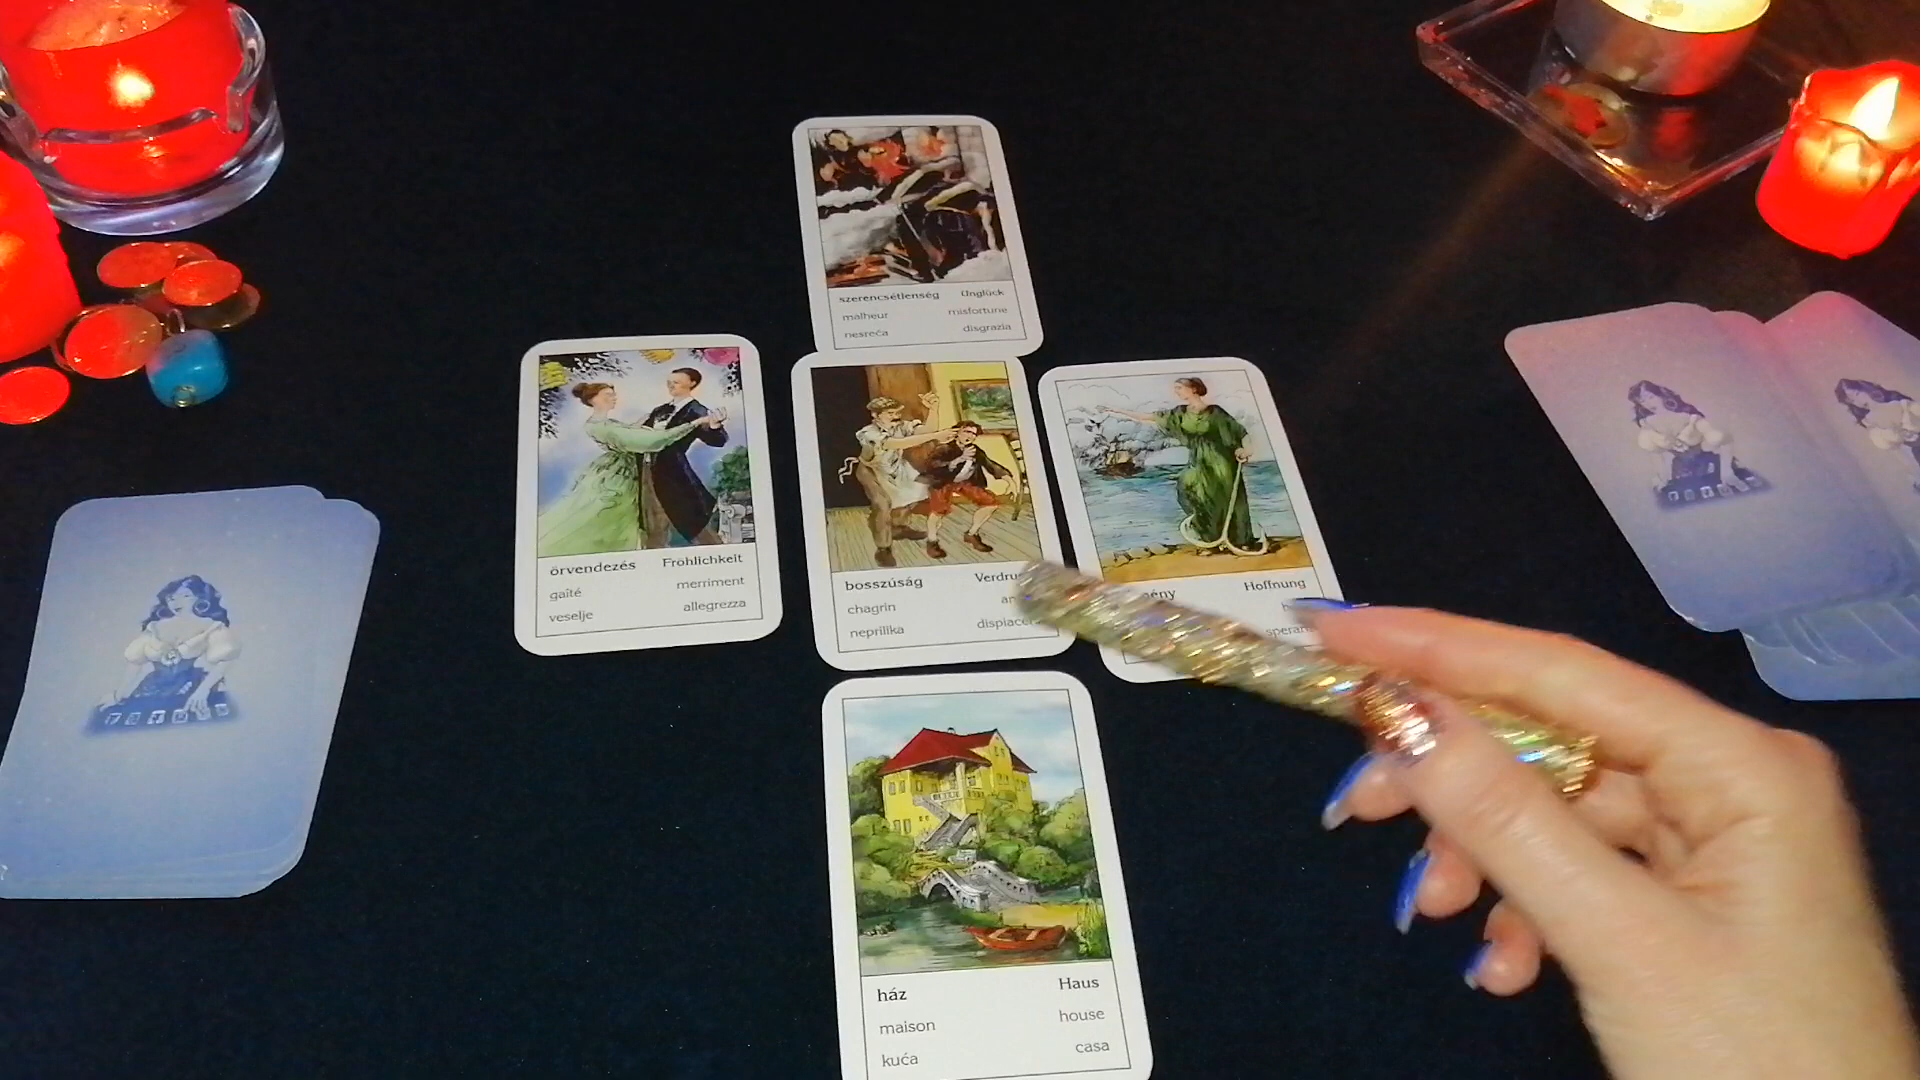 szerencsétlenség Unglück
malheur misfortune
nesreća disgrazia
örvendezés Fröhlichkeit
gaîté merriment
veselje allegrezza
bosszúság
chagrin
neprilika
Hoffnung
ház Haus
maison house
kuća casa